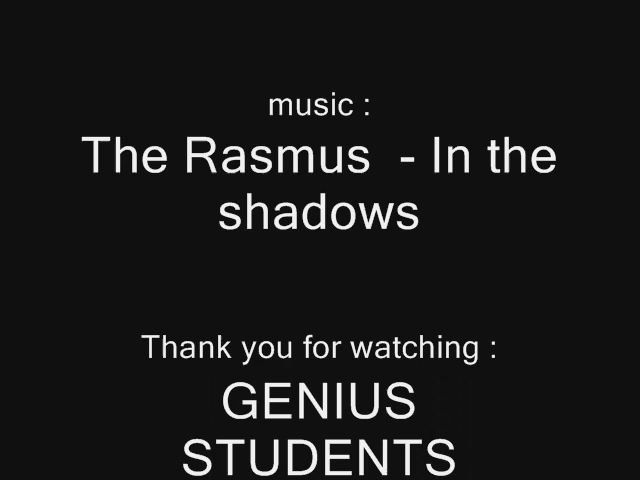 music :
The Rasmus  - In the
shadows
Thank you for watching :
GENIUS
STUDENTS